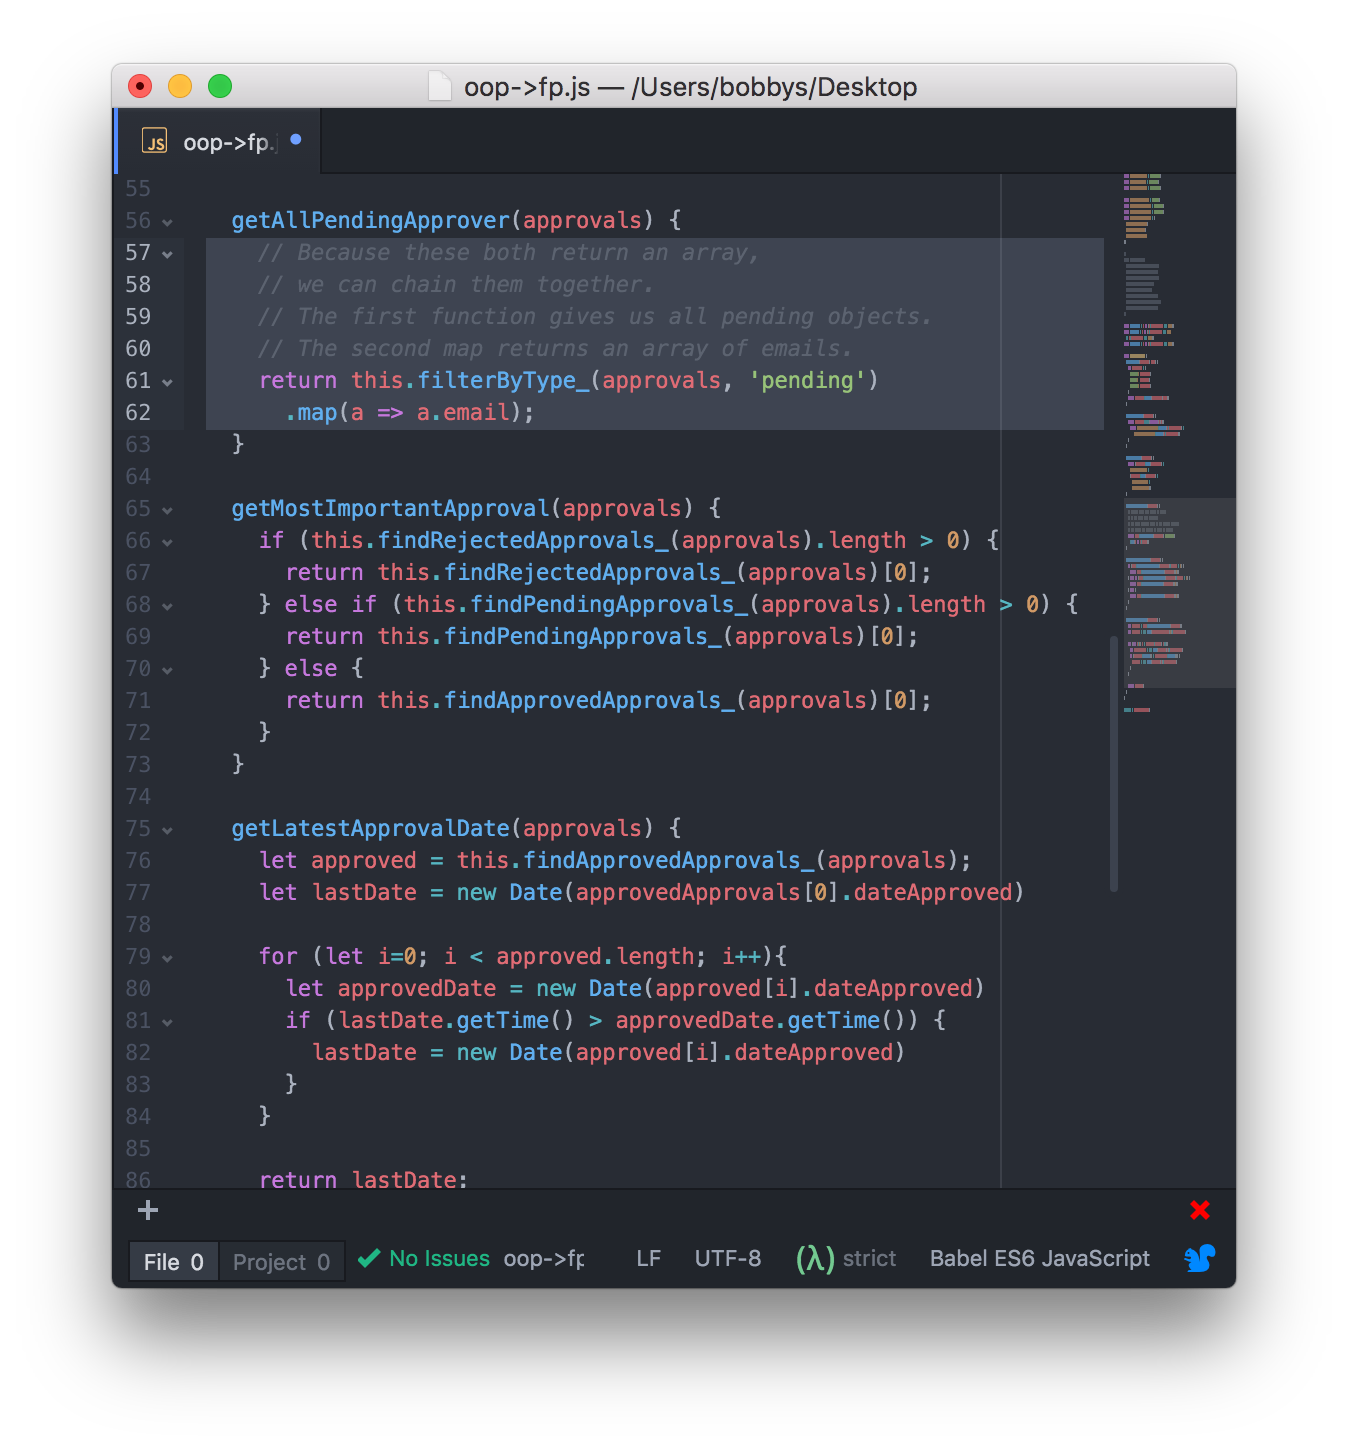 oop->fp.js — /Users/bobbys/Desktop
JS oop->fp.j
55
56 getAllPendingApprover(approvals) {
57 // Because these both return an array,
58 // we can chain them together.
59 // The first function gives us all pending objects.
60 // The second map returns an array of emails.
61 return this.filterByType_(approvals, 'pending')
62 .map(a => a.email);
63 }
64
65 getMostImportantApproval(approvals) {
66 if (this.findRejectedApprovals_(approvals).length > 0) {
67 return this.findRejectedApprovals_(approvals)[0];
68 } else if (this.findPendingApprovals_(approvals).length > 0) {
69 return this.findPendingApprovals_(approvals)[0];
70 } else {
71 return this.findApprovedApprovals_(approvals)[0];
72 }
73 }
74
75 getLatestApprovalDate(approvals) {
76 let approved = this.findApprovedApprovals_(approvals);
77 let lastDate = new Date(approvedApprovals[0].dateApproved)
78
79 for (let i=0; i < approved.length; i++){
80 let approvedDate = new Date(approved[i].dateApproved)
81 if (lastDate.getTime() > approvedDate.getTime()) {
82 lastDate = new Date(approved[i].dateApproved)
83 }
84 }
85
86 return lastDate;
File 0 Project 0 No Issues oop->fp LF UTF-8 (λ) strict Babel ES6 JavaScript